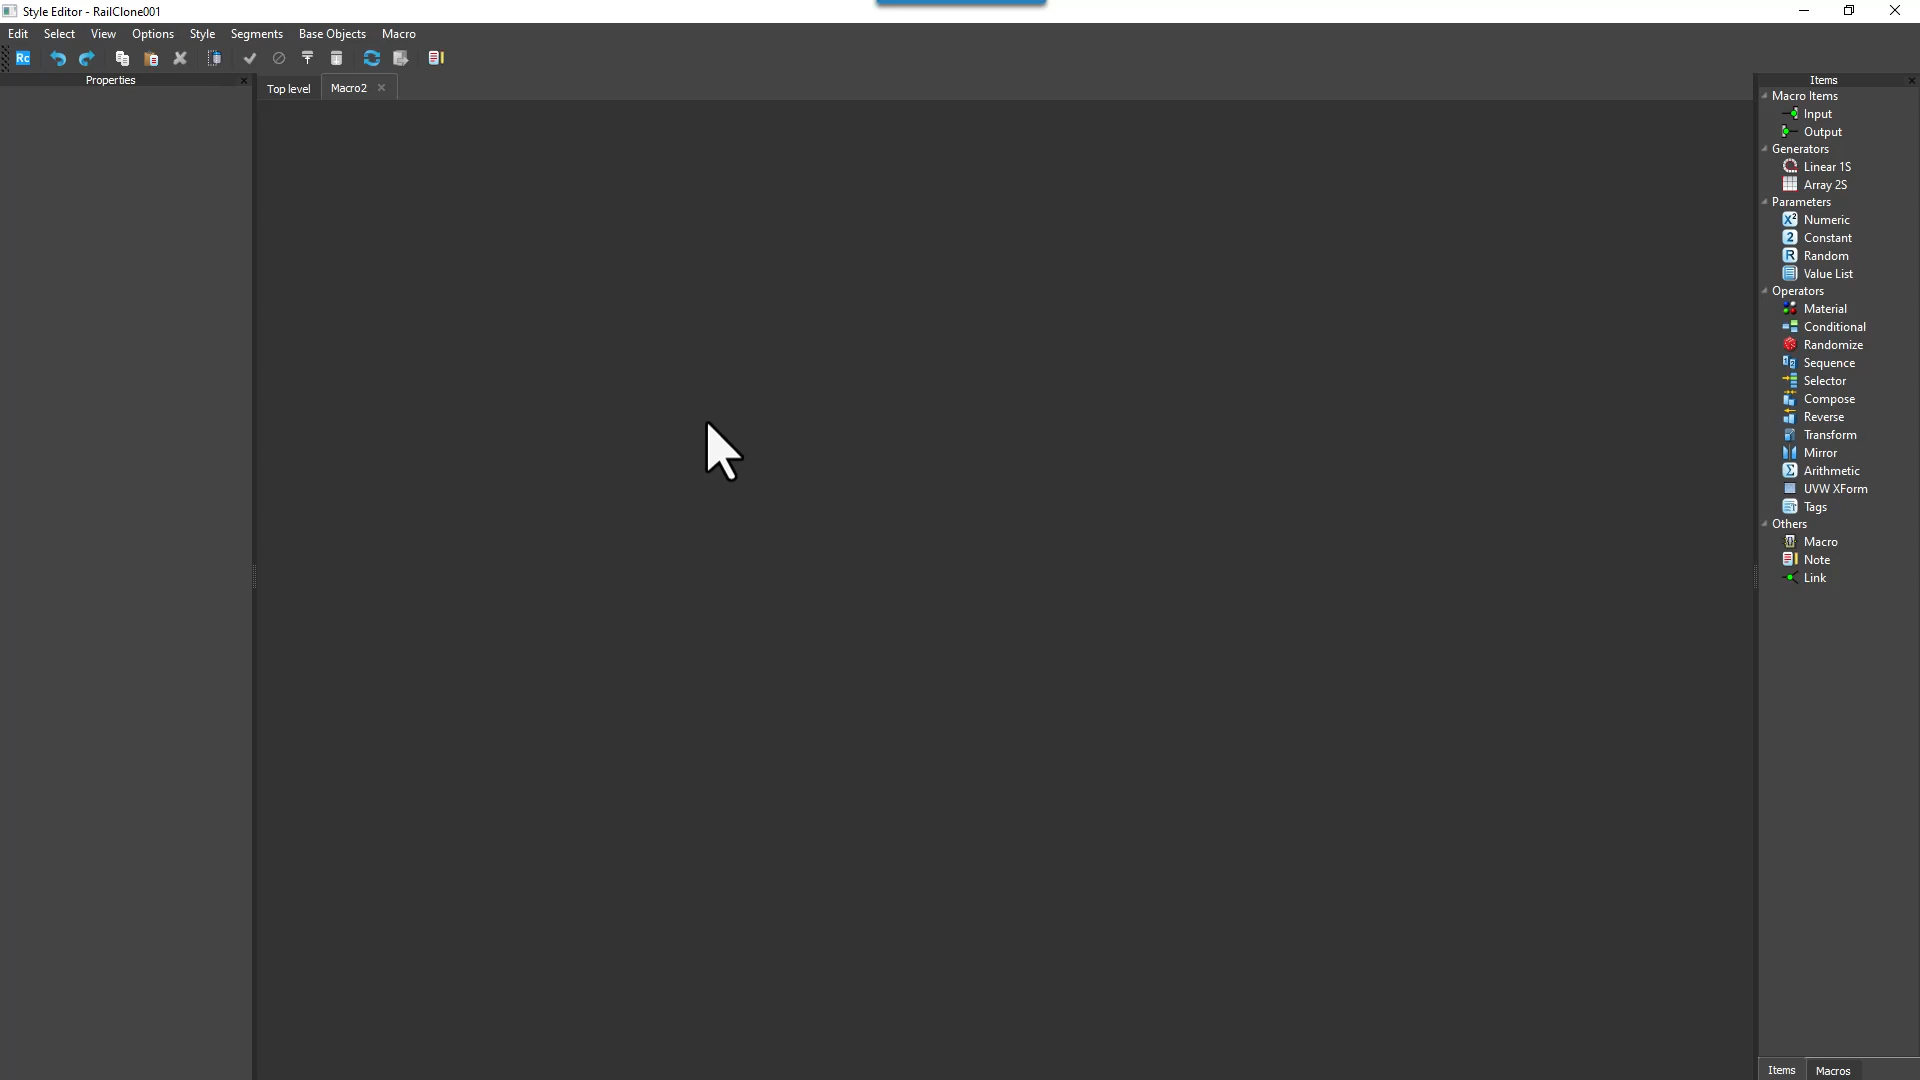 Style Editor - RailClone001
Edit Select View Options Style Segments Base Objects Macro
Rc
Properties
Top level Macro2
Items
Macro Items
Input
Output
Generators
Linear 1S
Array 2S
Parameters
Numeric
Constant
Random
Value List
Operators
Material
Conditional
Randomize
Sequence
Selector
Compose
Reverse
Transform
Mirror
Arithmetic
UVW XForm
Tags
Others
Macro
Note
Link
Items Macros